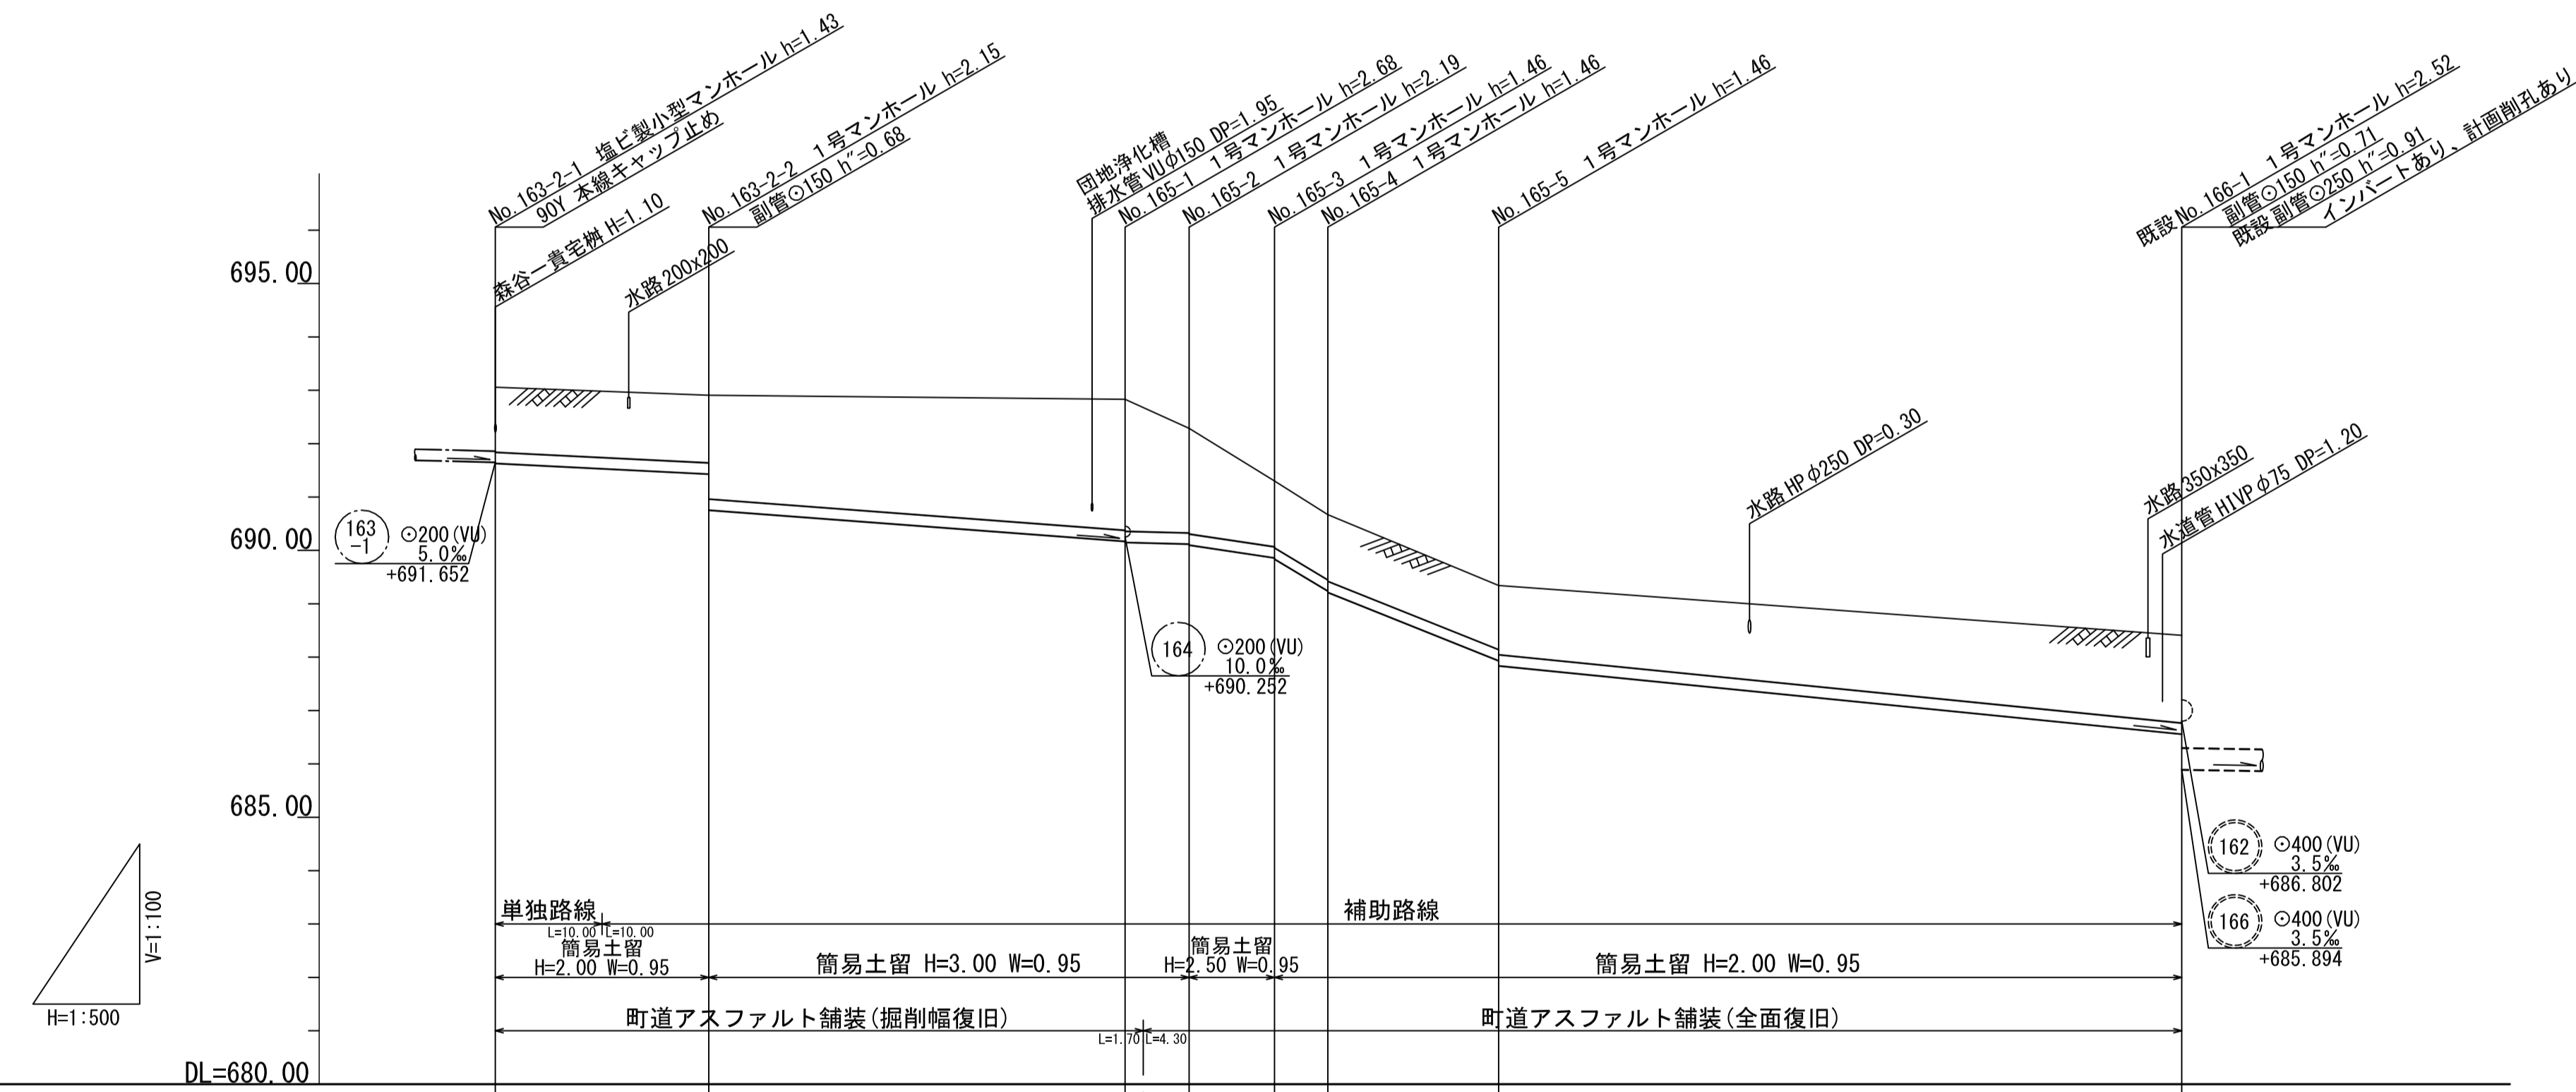 No.163-2-1　塩ビ製小型マンホール h=1.43
90Y 本線キャップ止め
森谷一貴宅桝 H=1.10
水路200x200
No.163-2-2　1号マンホール h=2.15
副管⊙150 h"=0.68
団地浄化槽
排水管VUφ150 DP=1.95
No.165-1　1号マンホール h=2.68
No.165-2　1号マンホール h=2.19
No.165-3　1号マンホール h=1.46
No.165-4　1号マンホール h=1.46
No.165-5　1号マンホール h=1.46
既設No.166-1　1号マンホール h=2.52
副管⊙150 h"=0.71
既設副管⊙250 h"=0.91
インバートあり、計画削孔あり
水路HPφ250 DP=0.30
水路350x350
水道管HIVPφ75 DP=1.20
695.00
690.00
685.00
DL=680.00
163
-1
⊙200(VU)
5.0‰
+691.652
164
⊙200(VU)
10.0‰
+690.252
162
⊙400(VU)
3.5‰
+686.802
166
⊙400(VU)
3.5‰
+685.894
V=1:100
H=1:500
単独路線
補助路線
L=10.00
L=10.00
簡易土留
H=2.00 W=0.95
簡易土留 H=3.00 W=0.95
簡易土留
H=2.50 W=0.95
簡易土留 H=2.00 W=0.95
町道アスファルト舗装(掘削幅復旧)
町道アスファルト舗装(全面復旧)
L=1.70
L=4.30